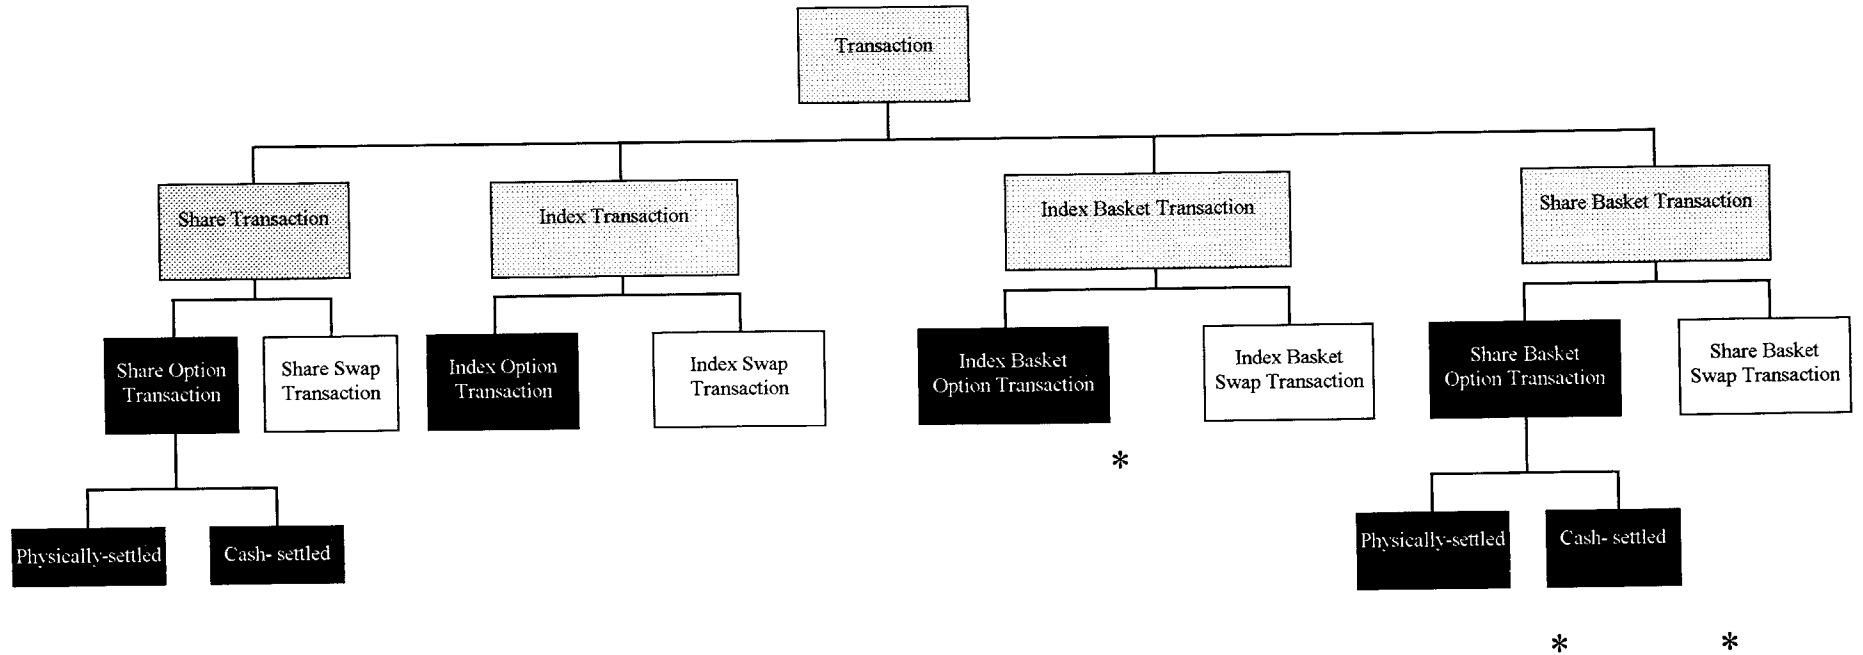 Transaction
Share Transaction
Index Transaction
Index Basket Transaction
Share Basket Transaction
Share Option
Transaction
Share Swap
Transaction
Index Option
Transaction
Index Swap
Transaction
Index Basket
Option Transaction
Index Basket
Swap Transaction
Share Basket
Option Transaction
Share Basket
Swap Transaction
*
Physically-settled
Cash- settled
Physically-settled
Cash- settled
*
*